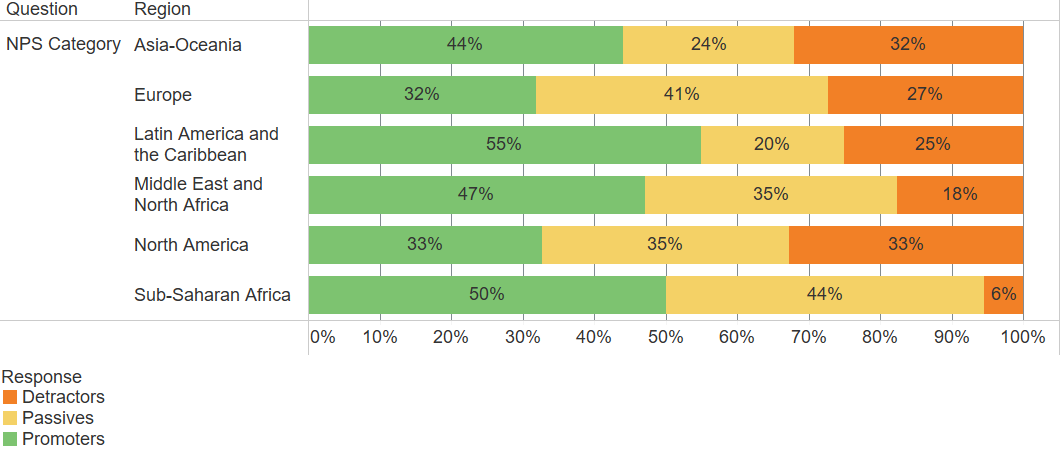 Question Region
NPS Category Asia-Oceania 44% 24% 32%
Europe 32% 41% 27%
Latin America and
the Caribbean 55% 20% 25%
Middle East and
North Africa 47% 35% 18%
North America 33% 35% 33%
Sub-Saharan Africa 50% 44% 6%
0% 10% 20% 30% 40% 50% 60% 70% 80% 90% 100%
Response
Detractors
Passives
Promoters